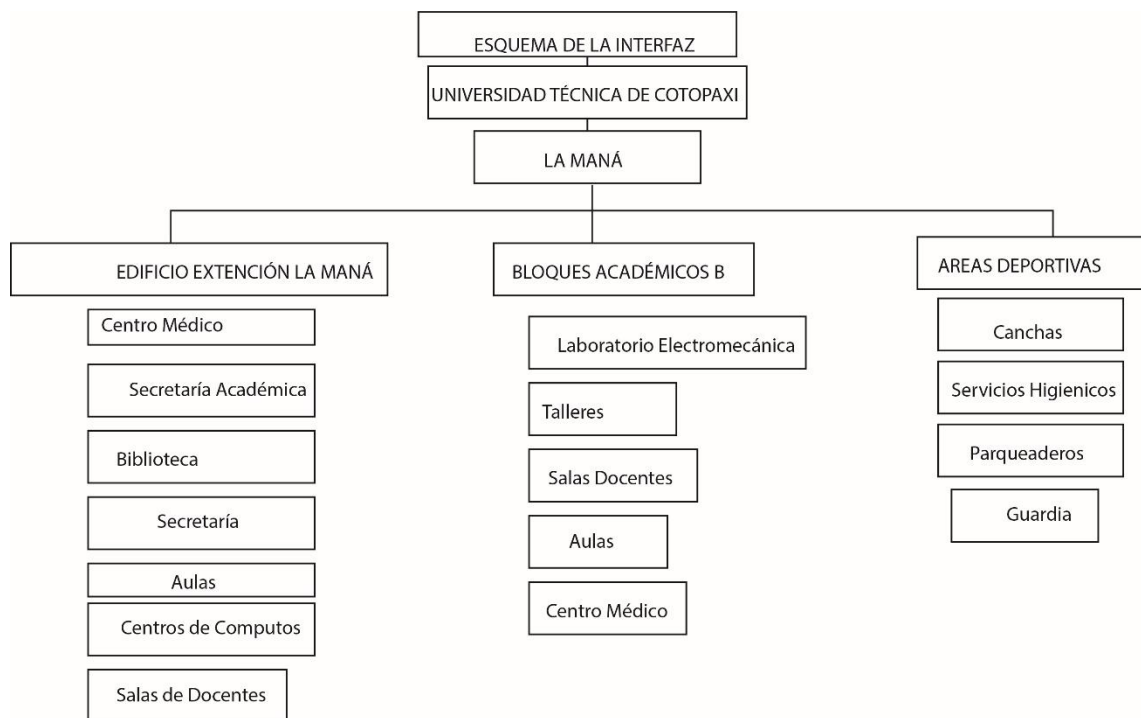 ESQUEMA DE LA INTERFAZ
UNIVERSIDAD TÉCNICA DE COTOPAXI
LA MANÁ
EDIFICIO EXTENCIÓN LA MANÁ
Centro Médico
Secretaría Académica
Biblioteca
Secretaría
Aulas
Centros de Computos
Salas de Docentes
BLOQUES ACADÉMICOS B
Laboratorio Electromecánica
Talleres
Salas Docentes
Aulas
Centro Médico
AREAS DEPORTIVAS
Canchas
Servicios Higienicos
Parqueaderos
Guardia